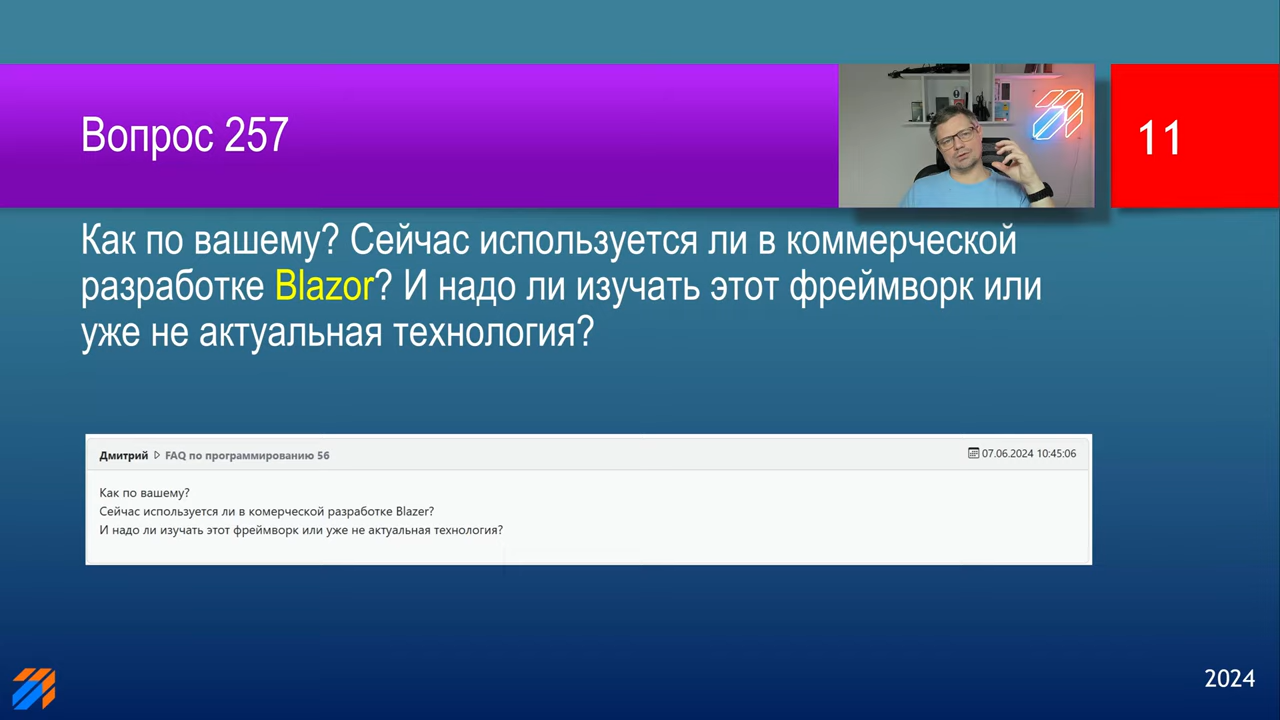 Вопрос 257
11
Как по вашему? Сейчас используется ли в коммерческой
разработке Blazor? И надо ли изучать этот фреймворк или
уже не актуальная технология?
Дмитрий ▷ FAQ по программированию 56
07.06.2024 10:45:06
Как по вашему?
Сейчас используется ли в комерческой разработке Blazer?
И надо ли изучать этот фреймворк или уже не актуальная технология?
2024